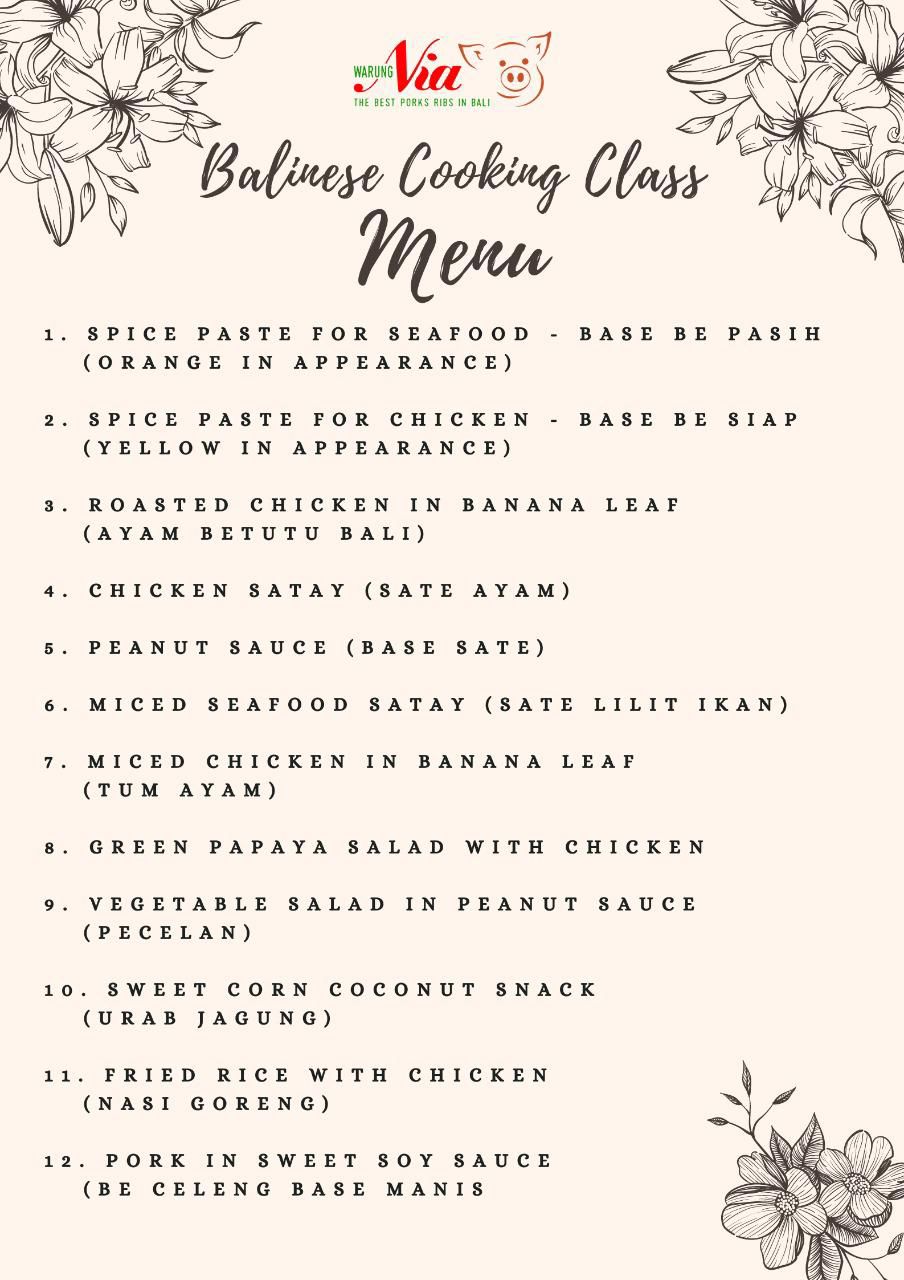 WARUNG Nia
THE BEST PORKS RIBS IN BALI
Balinese Cooking Class
Menu
1. SPICE PASTE FOR SEAFOOD - BASE BE PASIH
(ORANGE IN APPEARANCE)
2. SPICE PASTE FOR CHICKEN - BASE BE SIAP
(YELLOW IN APPEARANCE)
3. ROASTED CHICKEN IN BANANA LEAF
(AYAM BETUTU BALI)
4. CHICKEN SATAY (SATE AYAM)
5. PEANUT SAUCE (BASE SATE)
6. MICED SEAFOOD SATAY (SATE LILIT IKAN)
7. MICED CHICKEN IN BANANA LEAF
(TUM AYAM)
8. GREEN PAPAYA SALAD WITH CHICKEN
9. VEGETABLE SALAD IN PEANUT SAUCE
(PECELAN)
10. SWEET CORN COCONUT SNACK
(URAB JAGUNG)
11. FRIED RICE WITH CHICKEN
(NASI GORENG)
12. PORK IN SWEET SOY SAUCE
(BE CELENG BASE MANIS